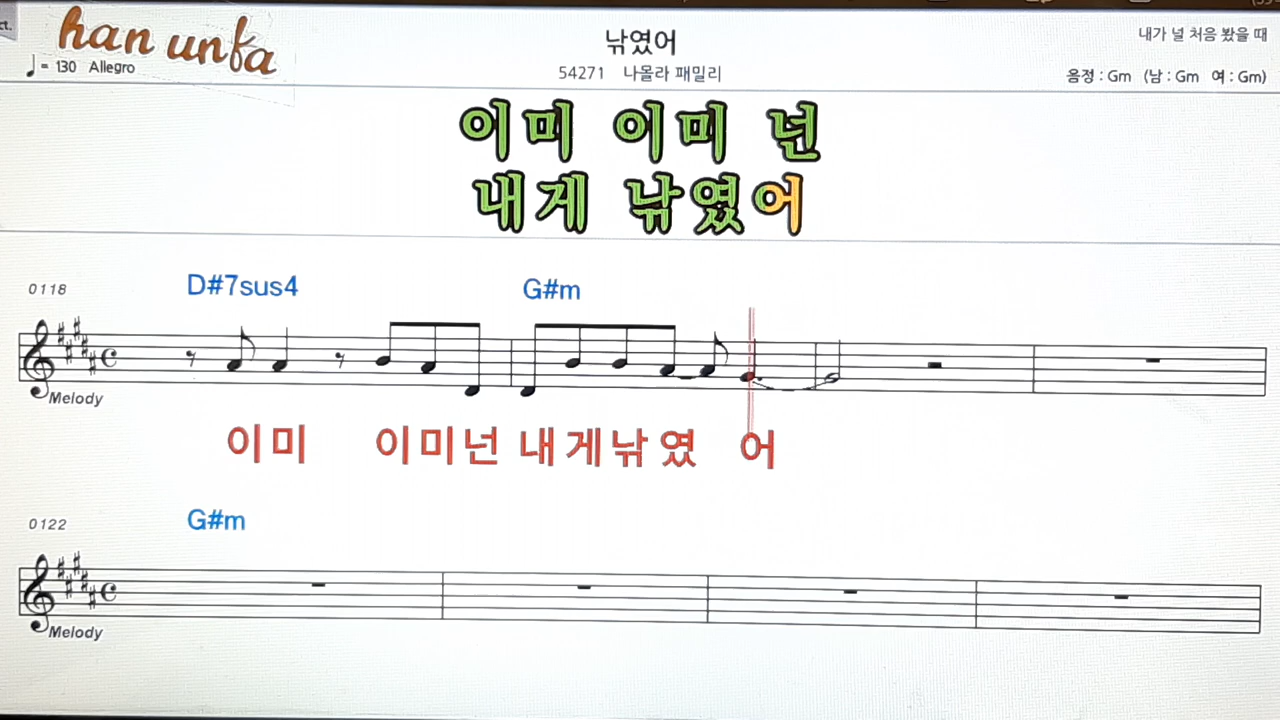 ct.
han unfa
♩= 130 Allegro
낚였어
54271 나몰라 패밀리
내가 널 처음 봤을 때
음정 : Gm (남 : Gm 여 : Gm)
이미 이미 넌
내게 낚였어
0118
D#7sus4 G#m
Melody
이미 이미넌 내게낚였 어
0122
G#m
Melody